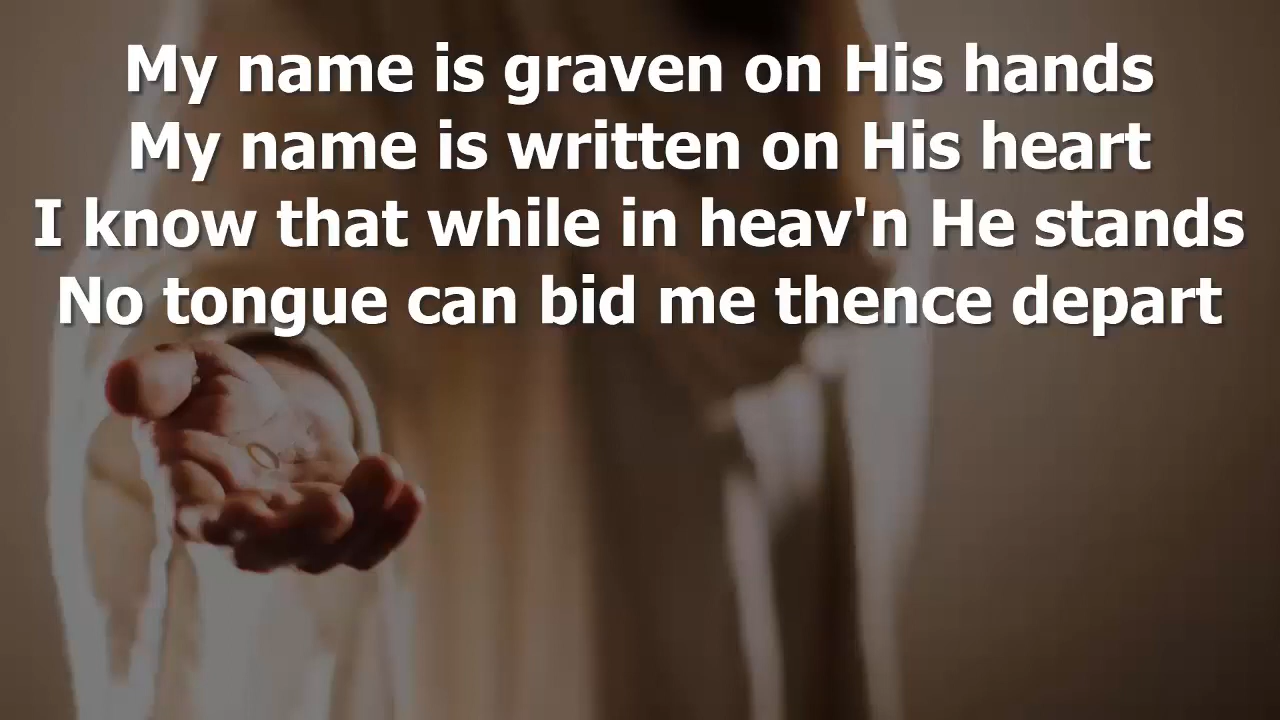 My name is graven on His hands
My name is written on His heart
I know that while in heav'n He stands
No tongue can bid me thence depart